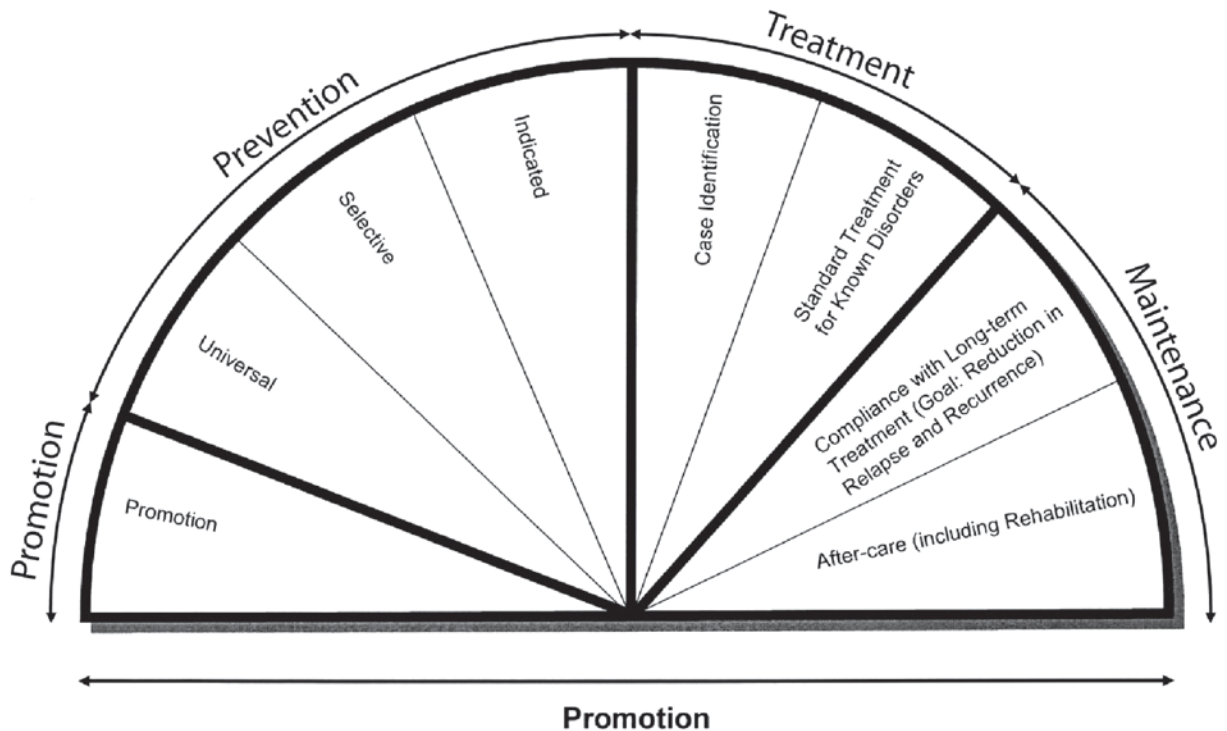 Promotion
Prevention
Treatment
Maintenance
Promotion
Universal
Selective
Indicated
Case Identification
Standard Treatment
for Known Disorders
Compliance with Long-term
Treatment (Goal: Reduction in
Relapse and Recurrence)
After-care (including Rehabilitation)
Promotion